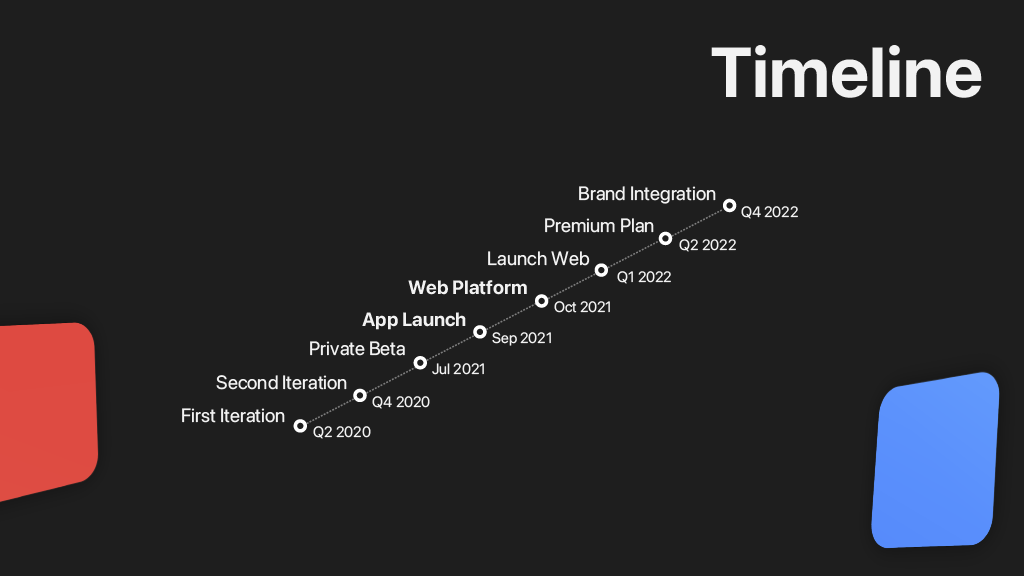 Timeline
Brand Integration
Q4 2022
Premium Plan
Q2 2022
Launch Web
Q1 2022
Web Platform
Oct 2021
App Launch
Sep 2021
Private Beta
Jul 2021
Second Iteration
Q4 2020
First Iteration
Q2 2020